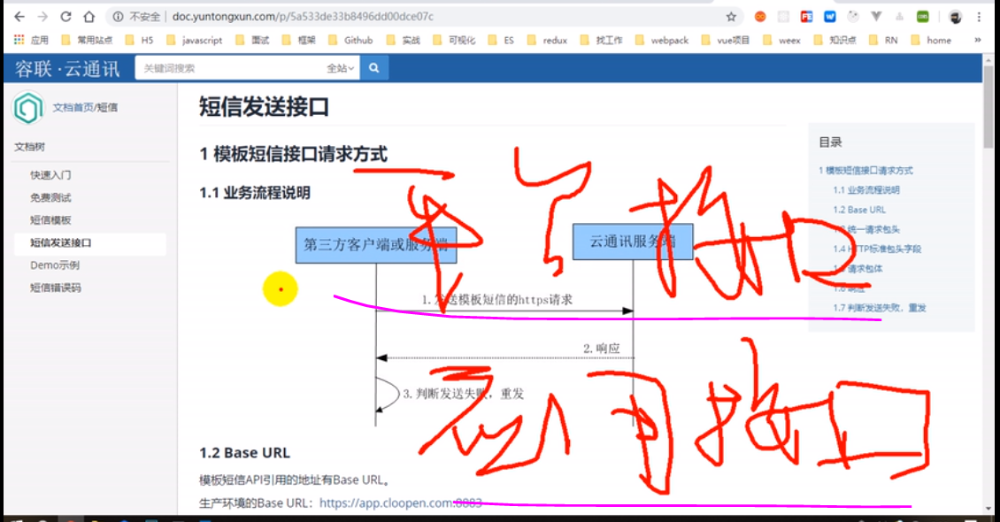 不安全 | doc.yuntongxun.com/p/5a533de33b8496dd00dce07c
应用 常用站点 H5 javascript 面试 框架 Github 实战 可视化 ES redux 找工作 webpack vue项目 weex 知识点 RN home »
容联·云通讯 关键词搜索 全站
文档首页/短信
文档树
快速入门
免费测试
短信模板
短信发送接口
Demo示例
短信错误码
短信发送接口
1 模板短信接口请求方式
1.1 业务流程说明
第三方客户端或服务端 云通讯服务端
1.发送模板短信的https请求
2.响应
3.判断发送失败，重发
1.2 Base URL
模板短信API引用的地址有Base URL。
生产环境的Base URL：https://app.cloopen.com:8883
目录
1 模板短信接口请求方式
1.1 业务流程说明
1.2 Base URL
统一请求包头
1.4 HTTP标准包头字段
请求包体
响应
1.7 判断发送失败，重发
接口
接口